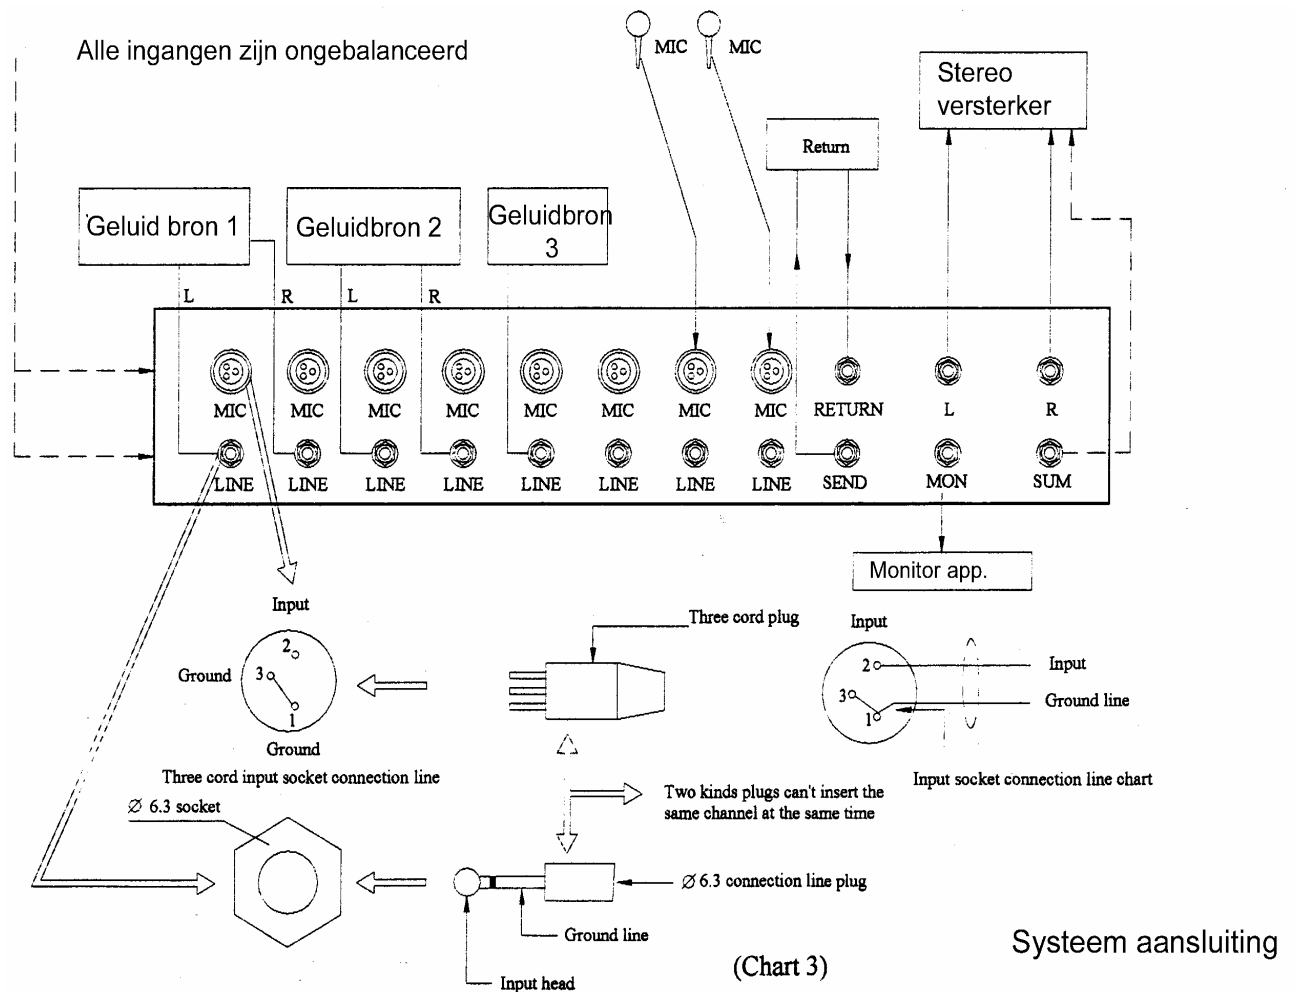 Alle ingangen zijn ongebalanceerd
MIC
MIC
Stereo
versterker
Return
Geluid bron 1
Geluidbron 2
Geluidbron
3
L
R
L
R
MIC
MIC
MIC
MIC
MIC
MIC
MIC
MIC
RETURN
L
R
LINE
LINE
LINE
LINE
LINE
LINE
LINE
LINE
SEND
MON
SUM
Monitor app.
Input
2
3
1
Ground
Ground
Three cord input socket connection line
Three cord plug
Input
2
3
1
Input
Ground line
Input socket connection line chart
Two kinds plugs can't insert the
same channel at the same time
Ø 6.3 socket
Ø 6.3 connection line plug
Ground line
Input head
(Chart 3)
Systeem aansluiting